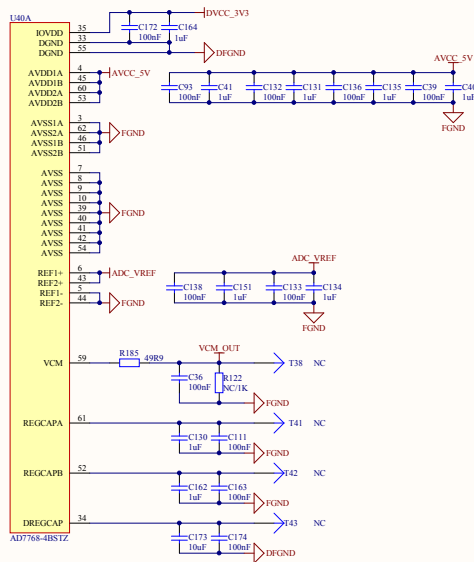 U40A
IOVDD 35 C172 C164 DVCC_3V3
DGND 33 100nF 1uF
DGND 55 DFGND
AVDD1A 4 AVCC_5V
AVDD1B 45
AVDD2A 60
AVDD2B 53
AVCC_5V
C93 C41 C132 C131 C136 C135 C39
100nF 1uF 100nF 1uF 100nF 1uF 100nF
FGND
AVSS1A 3
AVSS2A 62 FGND
AVSS1B 46
AVSS2B 51
AVSS 7
AVSS 8
AVSS 9
AVSS 10
AVSS 39 FGND
AVSS 40
AVSS 41
AVSS 42
AVSS 54
REF1+ 6 ADC_VREF
REF2+ 43
REF1- 5
REF2- 44 FGND
ADC_VREF
C138 C151 C133 C134
100nF 1uF 100nF 1uF
FGND
VCM_OUT
VCM 59 R185 49R9 T38 NC
C36 R122
100nF NC/1K
FGND
REGCAPA 61 T41 NC
C130 C111
1uF 100nF
FGND
REGCAPB 52 T42 NC
C162 C163
1uF 100nF
FGND
DREGCAP 34 T43 NC
AD7768-4BSTZ C173 C174
10uF 100nF
DFGND